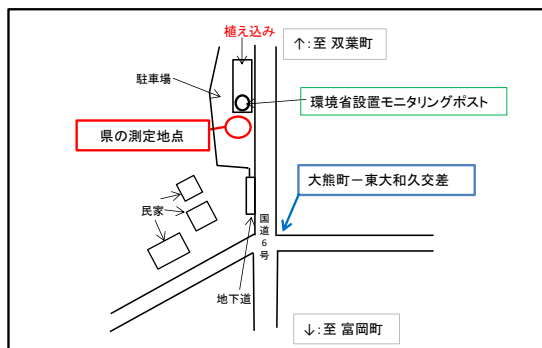 植え込み
↑:至 双葉町
駐車場
環境省設置モニタリングポスト
県の測定地点
大熊町ー東大和久交差
民家
国道6号
地下道
↓:至 富岡町